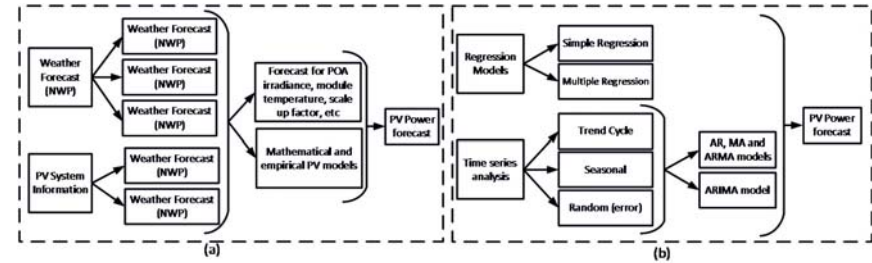 Weather
Forecast
(NWP)
Weather Forecast
(NWP)
Weather Forecast
(NWP)
Weather Forecast
(NWP)
PV System
Information
Weather Forecast
(NWP)
Weather Forecast
(NWP)
Forecast for POA
irradiance, module
temperature, scale
up factor, etc
Mathematical and
empirical PV models
PV Power
forecast
(a)
Regression
Models
Simple Regression
Multiple Regression
Time series
analysis
Trend Cycle
Seasonal
Random (error)
AR, MA and
ARMA models
ARIMA model
PV Power
forecast
(b)